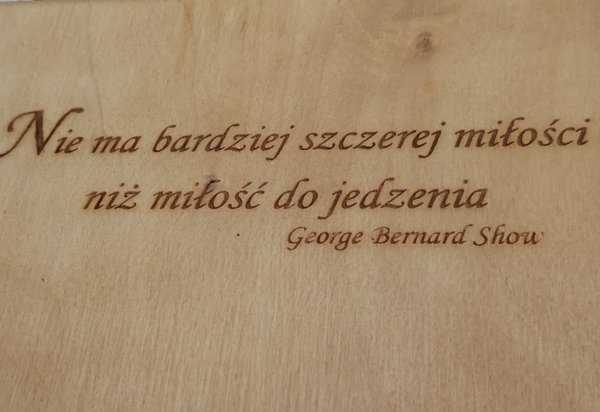 Nie ma bardziej szczerej miłości
niż miłość do jedzenia
George Bernard Show